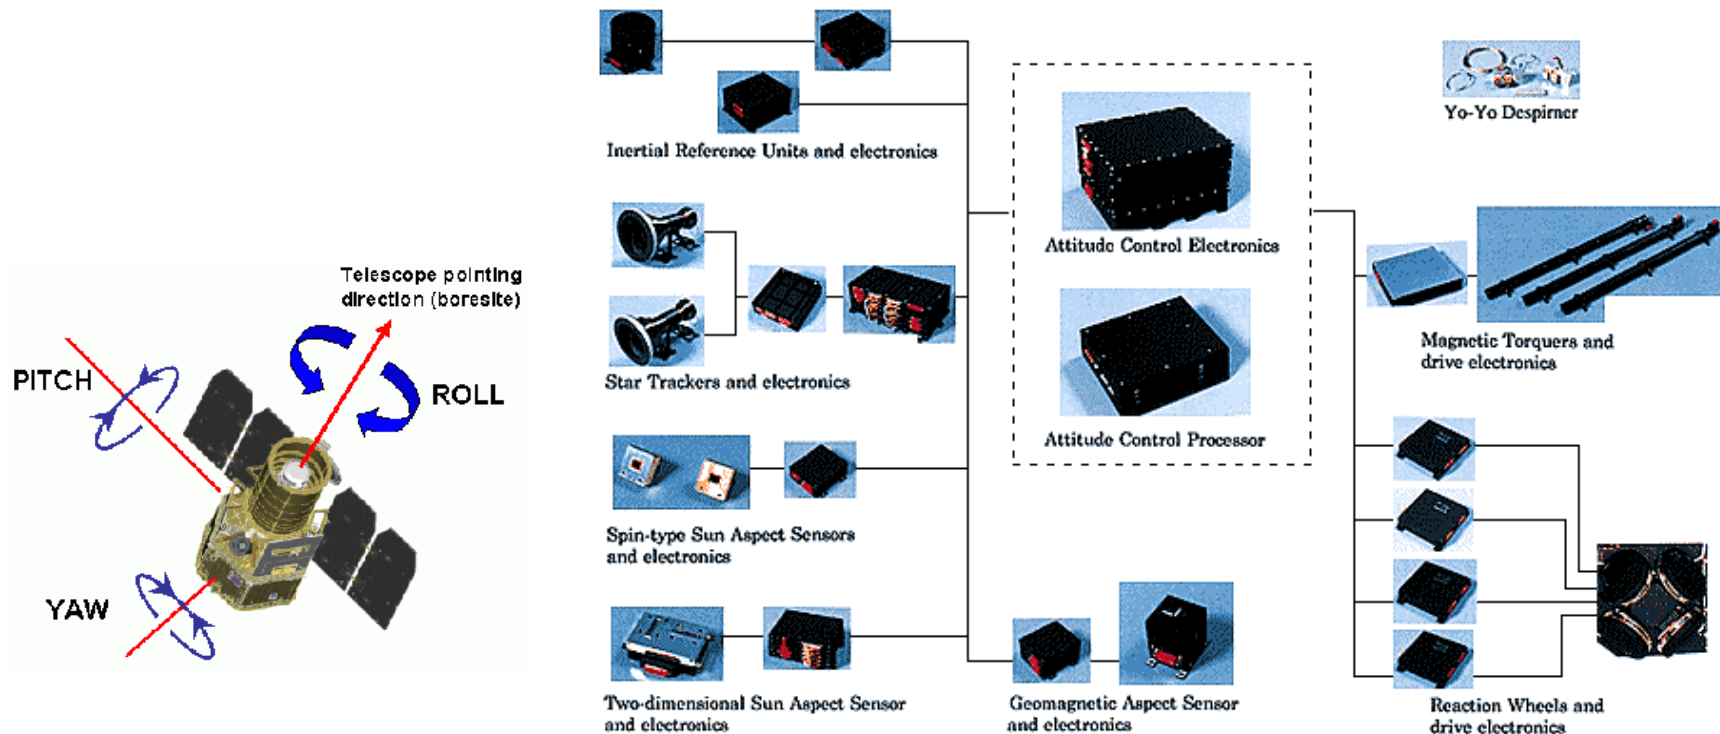 Telescope pointing
direction (boresite)
PITCH
ROLL
YAW
Inertial Reference Units and electronics
Star Trackers and electronics
Spin-type Sun Aspect Sensors
and electronics
Two-dimensional Sun Aspect Sensor
and electronics
Geomagnetic Aspect Sensor
and electronics
Attitude Control Electronics
Attitude Control Processor
Yo-Yo Despirner
Magnetic Torquers and
drive electronics
Reaction Wheels and
drive electronics